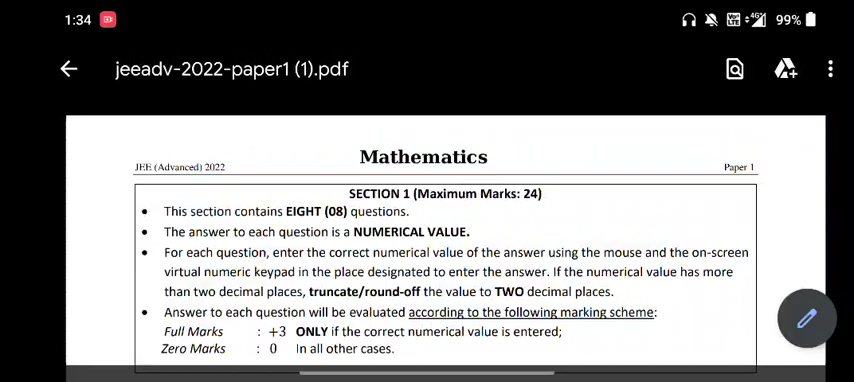 1:34 VoLTE 4G 99%
jeeadv-2022-paper1 (1).pdf
Mathematics
JEE (Advanced) 2022 Paper 1
SECTION 1 (Maximum Marks: 24)
• This section contains EIGHT (08) questions.
• The answer to each question is a NUMERICAL VALUE.
• For each question, enter the correct numerical value of the answer using the mouse and the on-screen
virtual numeric keypad in the place designated to enter the answer. If the numerical value has more
than two decimal places, truncate/round-off the value to TWO decimal places.
• Answer to each question will be evaluated according to the following marking scheme:
Full Marks : +3 ONLY if the correct numerical value is entered;
Zero Marks : 0 In all other cases.